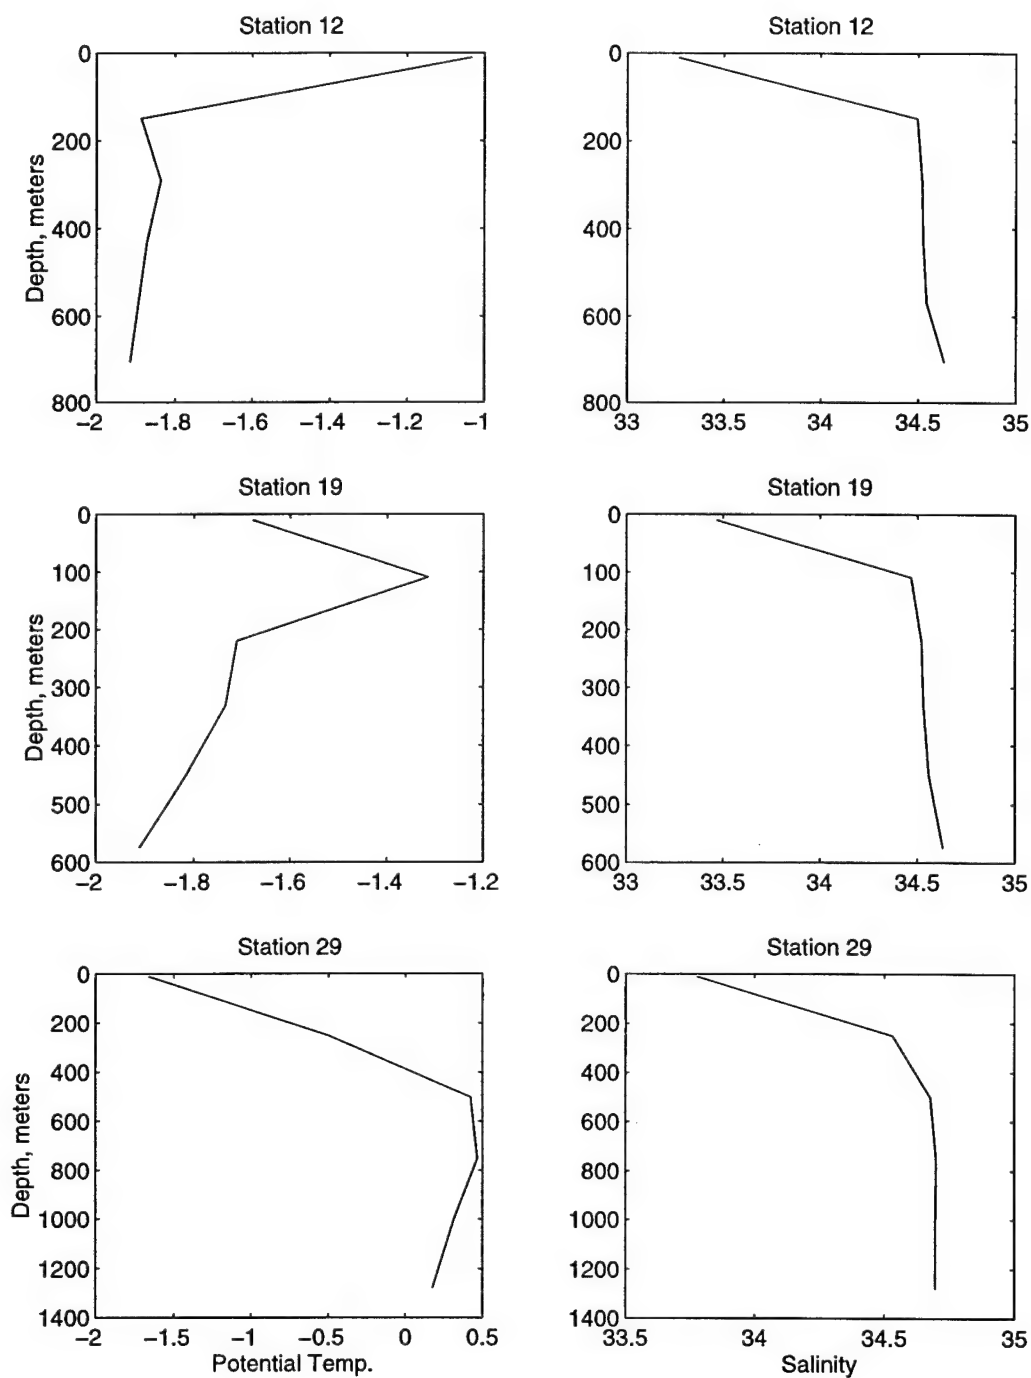 Station 12
Station 12
0
200
400
600
800
Depth, meters
−2 −1.8 −1.6 −1.4 −1.2 −1
0
200
400
600
800
33 33.5 34 34.5 35
Station 19
Station 19
0
100
200
300
400
500
600
Depth, meters
−2 −1.8 −1.6 −1.4 −1.2
0
100
200
300
400
500
600
33 33.5 34 34.5 35
Station 29
Station 29
0
200
400
600
800
1000
1200
1400
Depth, meters
−2 −1.5 −1 −0.5 0 0.5
Potential Temp.
0
200
400
600
800
1000
1200
1400
33.5 34 34.5 35
Salinity